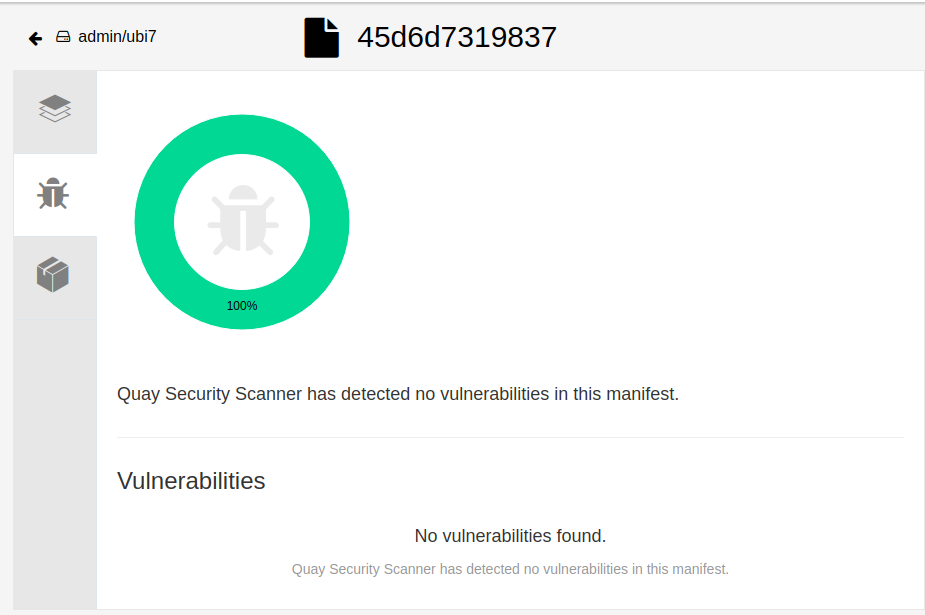 admin/ubi7
45d6d7319837
100%
Quay Security Scanner has detected no vulnerabilities in this manifest.
Vulnerabilities
No vulnerabilities found.
Quay Security Scanner has detected no vulnerabilities in this manifest.